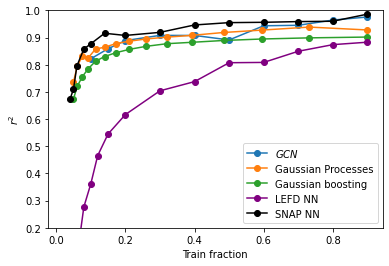 1.0
0.9
0.8
0.7
0.6
0.5
0.4
0.3
0.2
r²
0.0
0.2
0.4
0.6
0.8
Train fraction
GCN
Gaussian Processes
Gaussian boosting
LEFD NN
SNAP NN